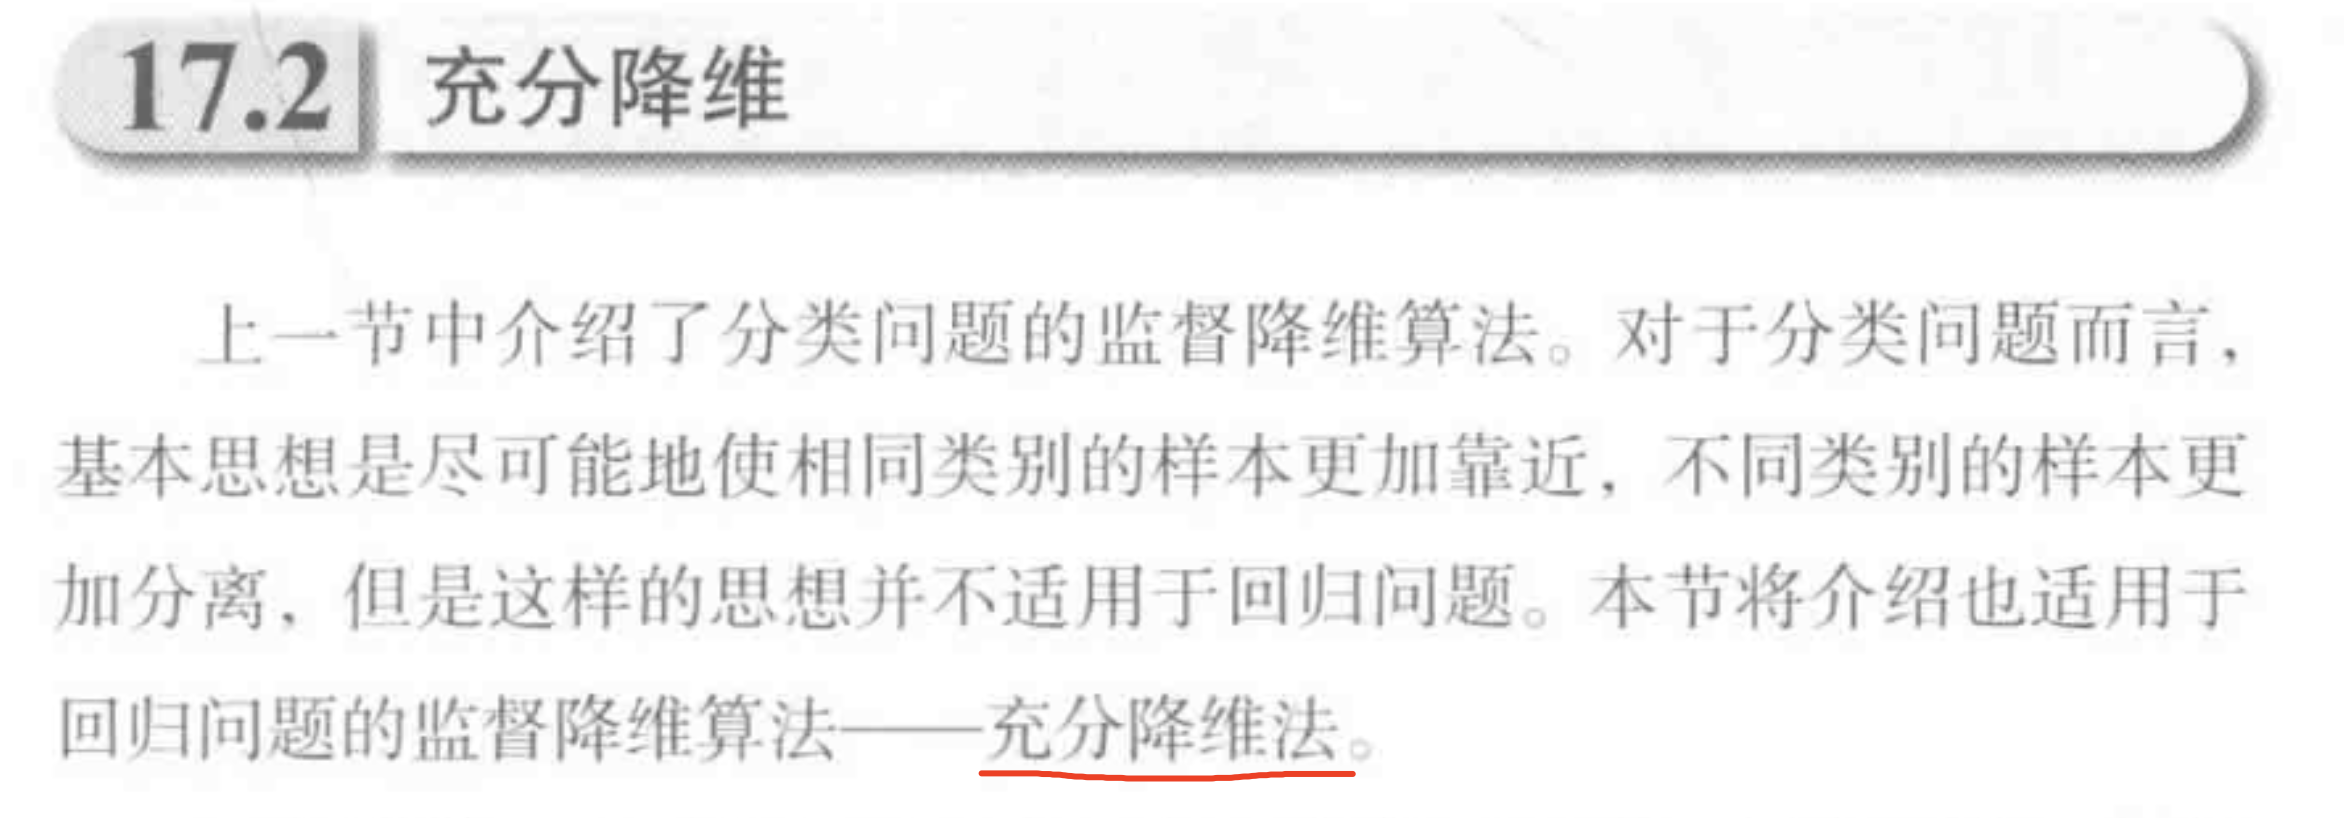 17.2 充分降维
上一节中介绍了分类问题的监督降维算法。对于分类问题而言，
基本思想是尽可能地使相同类别的样本更加靠近，不同类别的样本更
加分离，但是这样的思想并不适用于回归问题。本节将介绍也适用于
回归问题的监督降维算法——充分降维法。